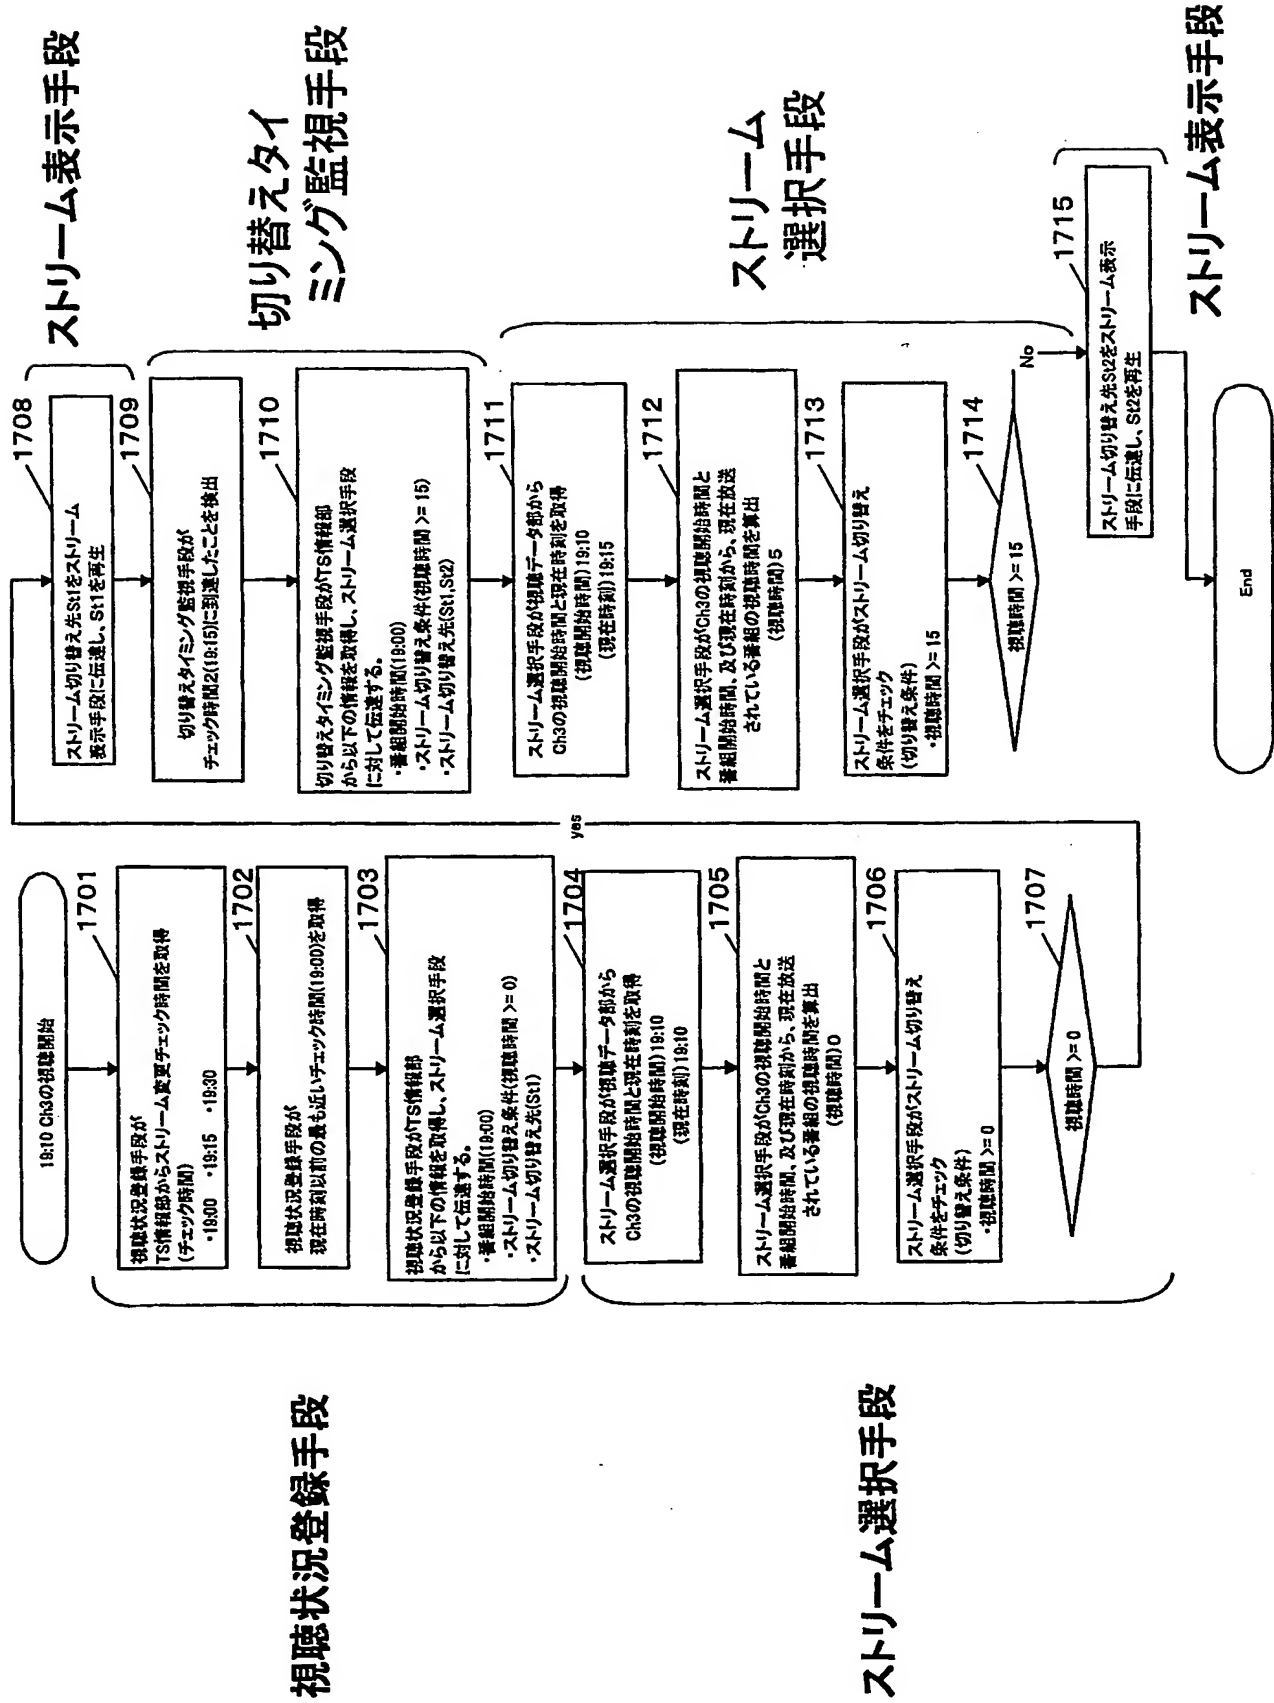 19:10 Ch3の視聴開始
1701
視聴状況登録手段が
TS情報部からストリーム変更チェック時間を取得
(チェック時間)
・19:00 ・19:15 ・19:30
1702
視聴状況登録手段が
現在時刻以前の最も近いチェック時間(19:00)を取得
1703
視聴状況登録手段がTS情報部
から以下の情報を取得し、ストリーム選択手段
に対して伝達する。
・番組開始時間(19:00)
・ストリーム切り替え条件(視聴時間 >= 0)
・ストリーム切り替え先(St1)
視聴状況登録手段
1704
ストリーム選択手段が視聴データ部から
Ch3の視聴開始時間と現在時刻を取得
(視聴開始時間)19:10
(現在時刻)19:10
1705
ストリーム選択手段がCh3の視聴開始時間と
番組開始時間、及び現在時刻から、現在放送
されている番組の視聴時間を算出
(視聴時間)0
1706
ストリーム選択手段がストリーム切り替え
条件をチェック
(切り替え条件)
・視聴時間 >= 0
1707
視聴時間 >= 0
yes
ストリーム選択手段
1708
ストリーム切り替え先St1をストリーム
表示手段に伝達し、St1を再生
ストリーム表示手段
1709
切り替えタイミング監視手段が
チェック時間2(19:15)に到達したことを検出
1710
切り替えタイミング監視手段がTS情報部
から以下の情報を取得し、ストリーム選択手段
に対して伝達する。
・番組開始時間(19:00)
・ストリーム切り替え条件(視聴時間 >= 15)
・ストリーム切り替え先(St1,St2)
切り替えタイ
ミング監視手段
1711
ストリーム選択手段が視聴データ部から
Ch3の視聴開始時間と現在時刻を取得
(視聴開始時間)19:10
(現在時刻)19:15
1712
ストリーム選択手段がCh3の視聴開始時間と
番組開始時間、及び現在時刻から、現在放送
されている番組の視聴時間を算出
(視聴時間)5
1713
ストリーム選択手段がストリーム切り替え
条件をチェック
(切り替え条件)
・視聴時間 >= 15
1714
視聴時間 >= 15
No
ストリーム
選択手段
1715
ストリーム切り替え先St2をストリーム表示
手段に伝達し、St2を再生
ストリーム表示手段
End